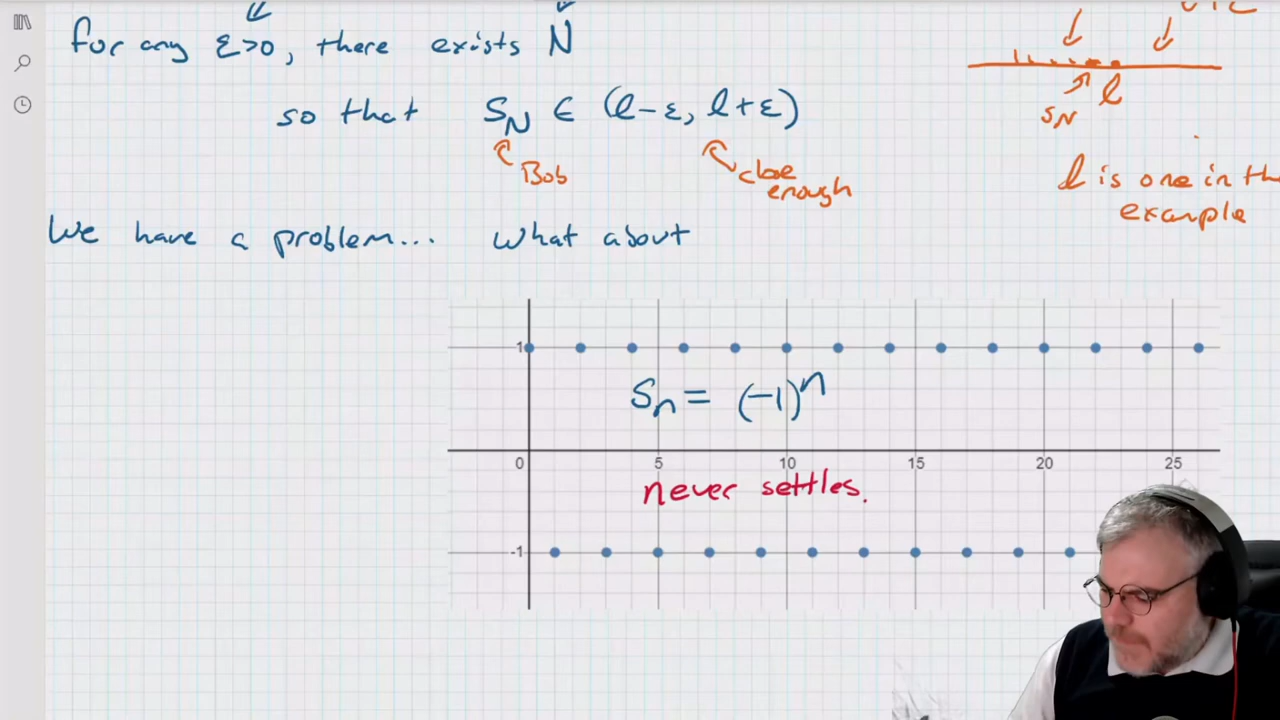 for any ε>0, there exists N
so that S_N ∈ (l-ε, l+ε)
Bob
close enough
S_N
l
l is one in th
example
We have a problem... what about
1
S_n = (-1)^n
0 5 10 15 20 25
never settles.
-1